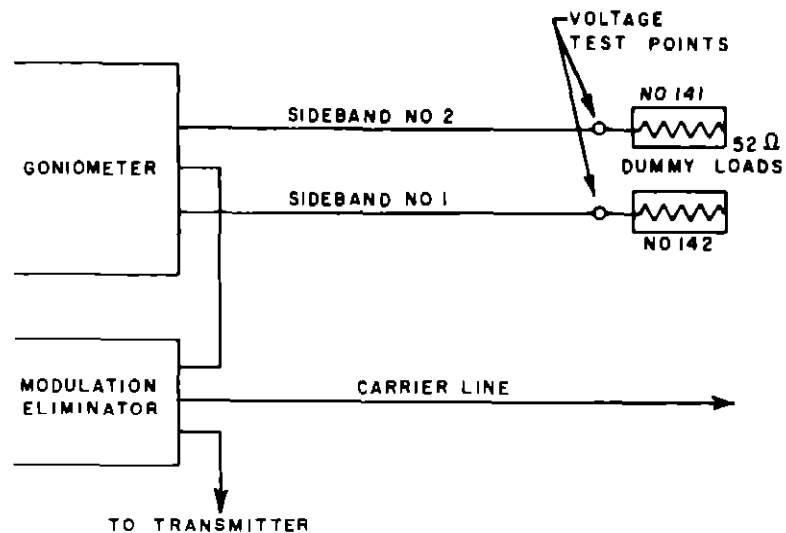 VOLTAGE
TEST POINTS
NO 141
SIDEBAND NO 2
52 Ω
DUMMY LOADS
GONIOMETER
SIDEBAND NO 1
NO 142
MODULATION
ELIMINATOR
CARRIER LINE
TO TRANSMITTER